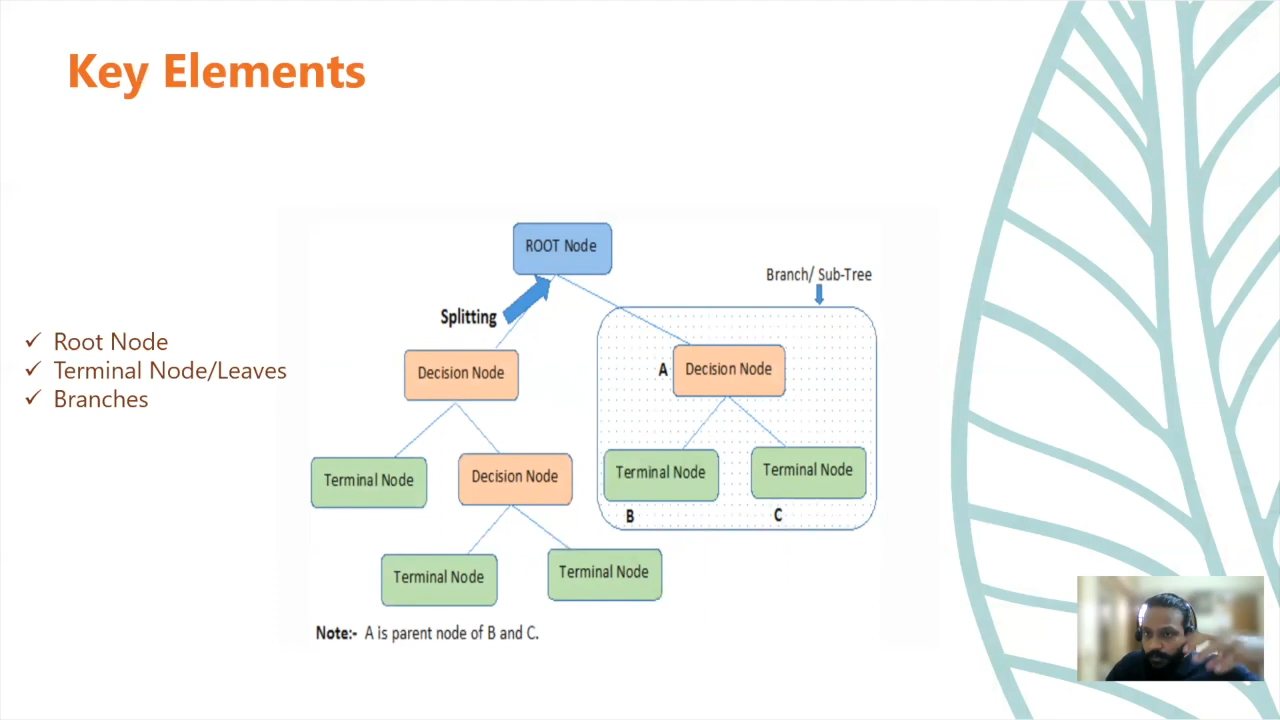 Key Elements
ROOT Node
Branch/ Sub-Tree
Splitting
✓ Root Node
✓ Terminal Node/Leaves
✓ Branches
Decision Node
A Decision Node
Terminal Node
Decision Node
Terminal Node
Terminal Node
B
C
Terminal Node
Terminal Node
Note:- A is parent node of B and C.